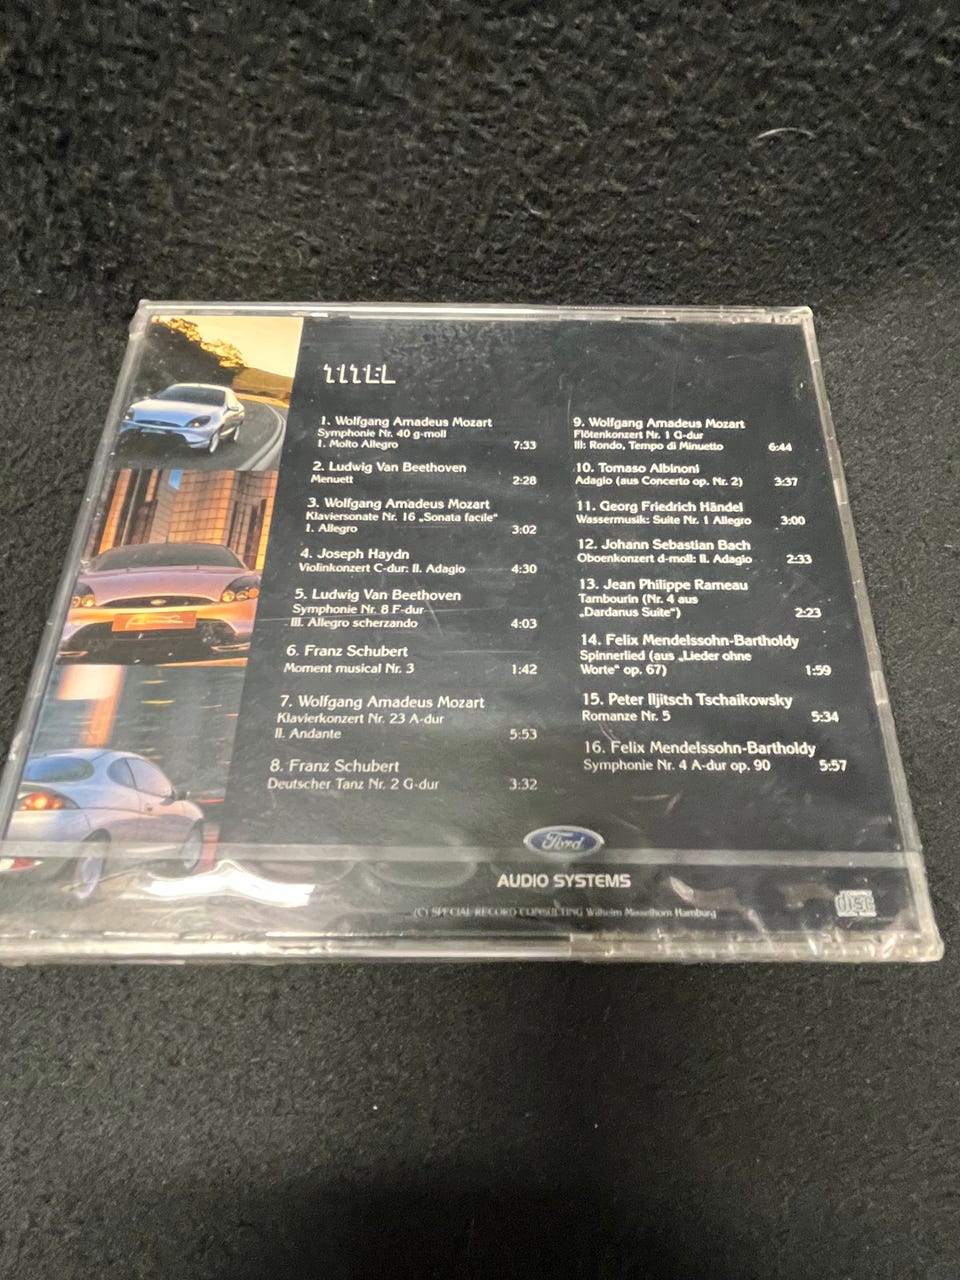 TITEL
1. Wolfgang Amadeus Mozart
Symphonie Nr. 40 g-moll
1. Molto Allegro 7:33
2. Ludwig Van Beethoven
Menuett 2:28
3. Wolfgang Amadeus Mozart
Klaviersonate Nr. 16 „Sonata facile“
I. Allegro 3:02
4. Joseph Haydn
Violinkonzert C-dur: II. Adagio 4:30
5. Ludwig Van Beethoven
Symphonie Nr. 8 F-dur
III. Allegro scherzando 4:03
6. Franz Schubert
Moment musical Nr. 3 1:42
7. Wolfgang Amadeus Mozart
Klavierkonzert Nr. 23 A-dur
II. Andante 5:53
8. Franz Schubert
Deutscher Tanz Nr. 2 G-dur 3:32
9. Wolfgang Amadeus Mozart
Flötenkonzert Nr. 1 G-dur
III: Rondo, Tempo di Minuetto 6:44
10. Tomaso Albinoni
Adagio (aus Concerto op. Nr. 2) 3:37
11. Georg Friedrich Händel
Wassermusik: Suite Nr. 1 Allegro 3:00
12. Johann Sebastian Bach
Oboenkonzert d-moll: II. Adagio 2:33
13. Jean Philippe Rameau
Tambourin (Nr. 4 aus
„Dardanus Suite“) 2:23
14. Felix Mendelssohn-Bartholdy
Spinnerlied (aus „Lieder ohne
Worte“ op. 67) 1:59
15. Peter Iljitsch Tschaikowsky
Romanze Nr. 5 5:34
16. Felix Mendelssohn-Bartholdy
Symphonie Nr. 4 A-dur op. 90 5:57
Ford
AUDIO SYSTEMS
(C) SPECIAL RECORD CONSULTING Wilhelm Misselhorn Hamburg
disc